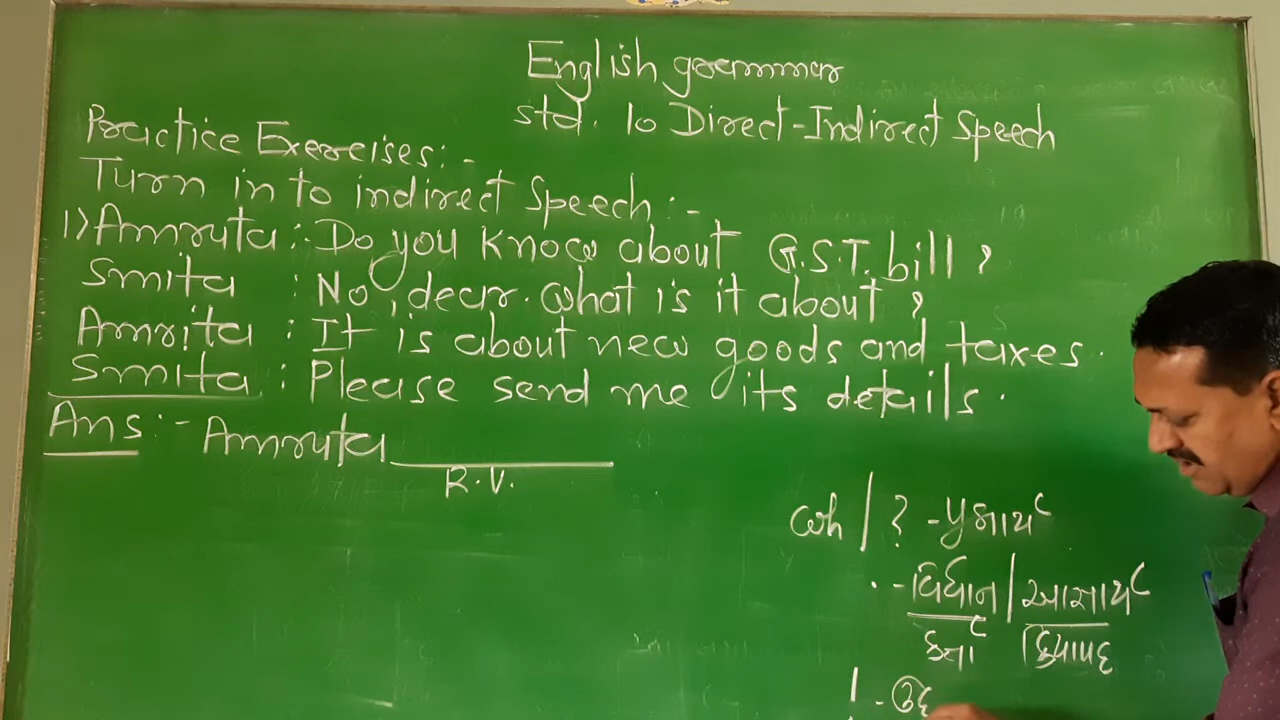 English grammar
std. 10 Direct-Indirect Speech
Practice Exercises:-
Turn in to indirect Speech:-
1) Amruta: Do you know about G.S.T. bill?
Smita : No, dear. What is it about?
Amrita : It is about new goods and taxes.
Smita : Please send me its details.
Ans:- Amruta
R.V.
Wh / ? - પ્રશ્નાર્થ
. - વિધાન / આજ્ઞાર્થ
કર્તા ક્રિયાપદ
! - ઉદ્